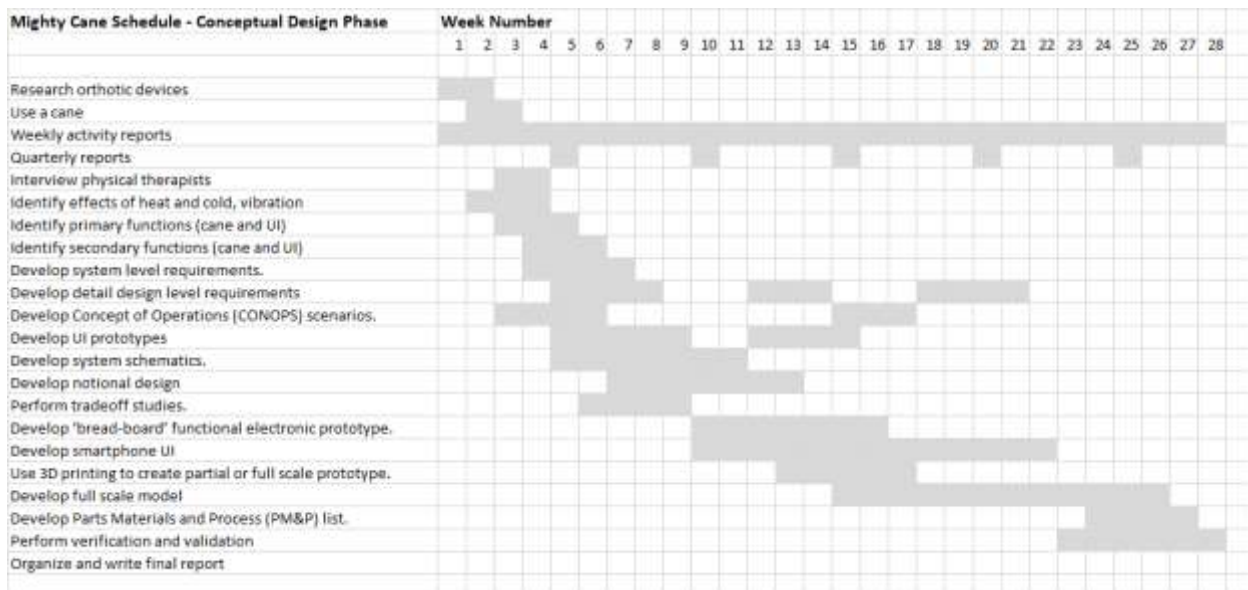 Mighty Cane Schedule - Conceptual Design Phase Week Number
1 2 3 4 5 6 7 8 9 10 11 12 13 14 15 16 17 18 19 20 21 22 23 24 25 26 27 28
Research orthotic devices
Use a cane
Weekly activity reports
Quarterly reports
Interview physical therapists
Identify effects of heat and cold, vibration
Identify primary functions (cane and UI)
Identify secondary functions (cane and UI)
Develop system level requirements.
Develop detail design level requirements
Develop Concept of Operations (CONOPS) scenarios.
Develop UI prototypes
Develop system schematics.
Develop notional design
Perform tradeoff studies.
Develop 'bread-board' functional electronic prototype.
Develop smartphone UI
Use 3D printing to create partial or full scale prototype.
Develop full scale model
Develop Parts Materials and Process (PM&P) list.
Perform verification and validation
Organize and write final report